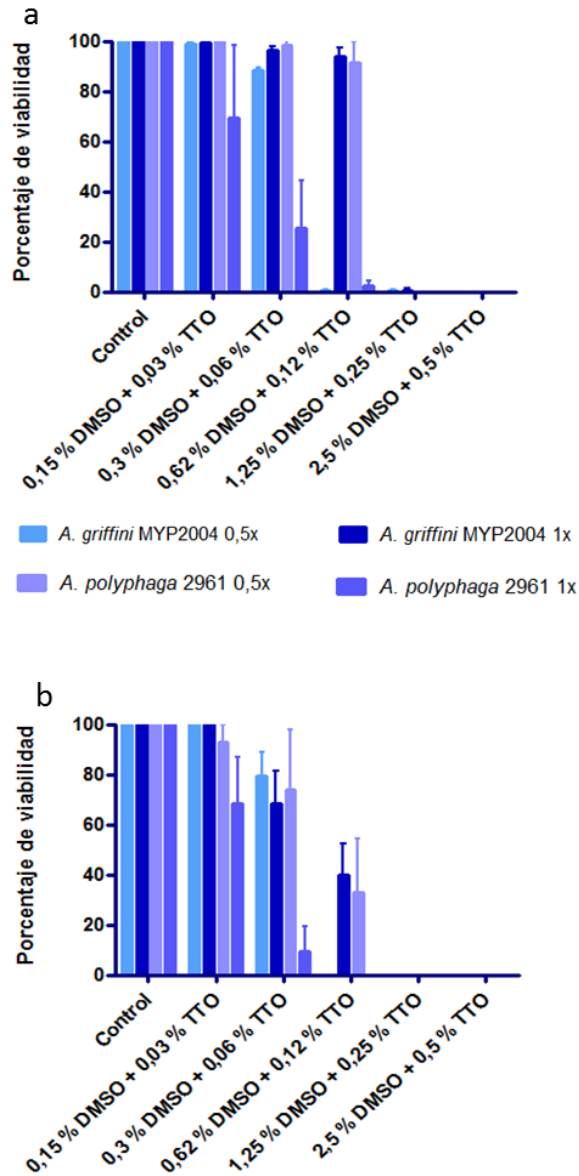 a
Porcentaje de viabilidad
100
80
60
40
20
0
Control
0,15 % DMSO + 0,03 % TTO
0,3 % DMSO + 0,06 % TTO
0,62 % DMSO + 0,12 % TTO
1,25 % DMSO + 0,25 % TTO
2,5 % DMSO + 0,5 % TTO
A. griffini MYP2004 0,5x
A. griffini MYP2004 1x
A. polyphaga 2961 0,5x
A. polyphaga 2961 1x
b
Porcentaje de viabilidad
100
80
60
40
20
0
Control
0,15 % DMSO + 0,03 % TTO
0,3 % DMSO + 0,06 % TTO
0,62 % DMSO + 0,12 % TTO
1,25 % DMSO + 0,25 % TTO
2,5 % DMSO + 0,5 % TTO